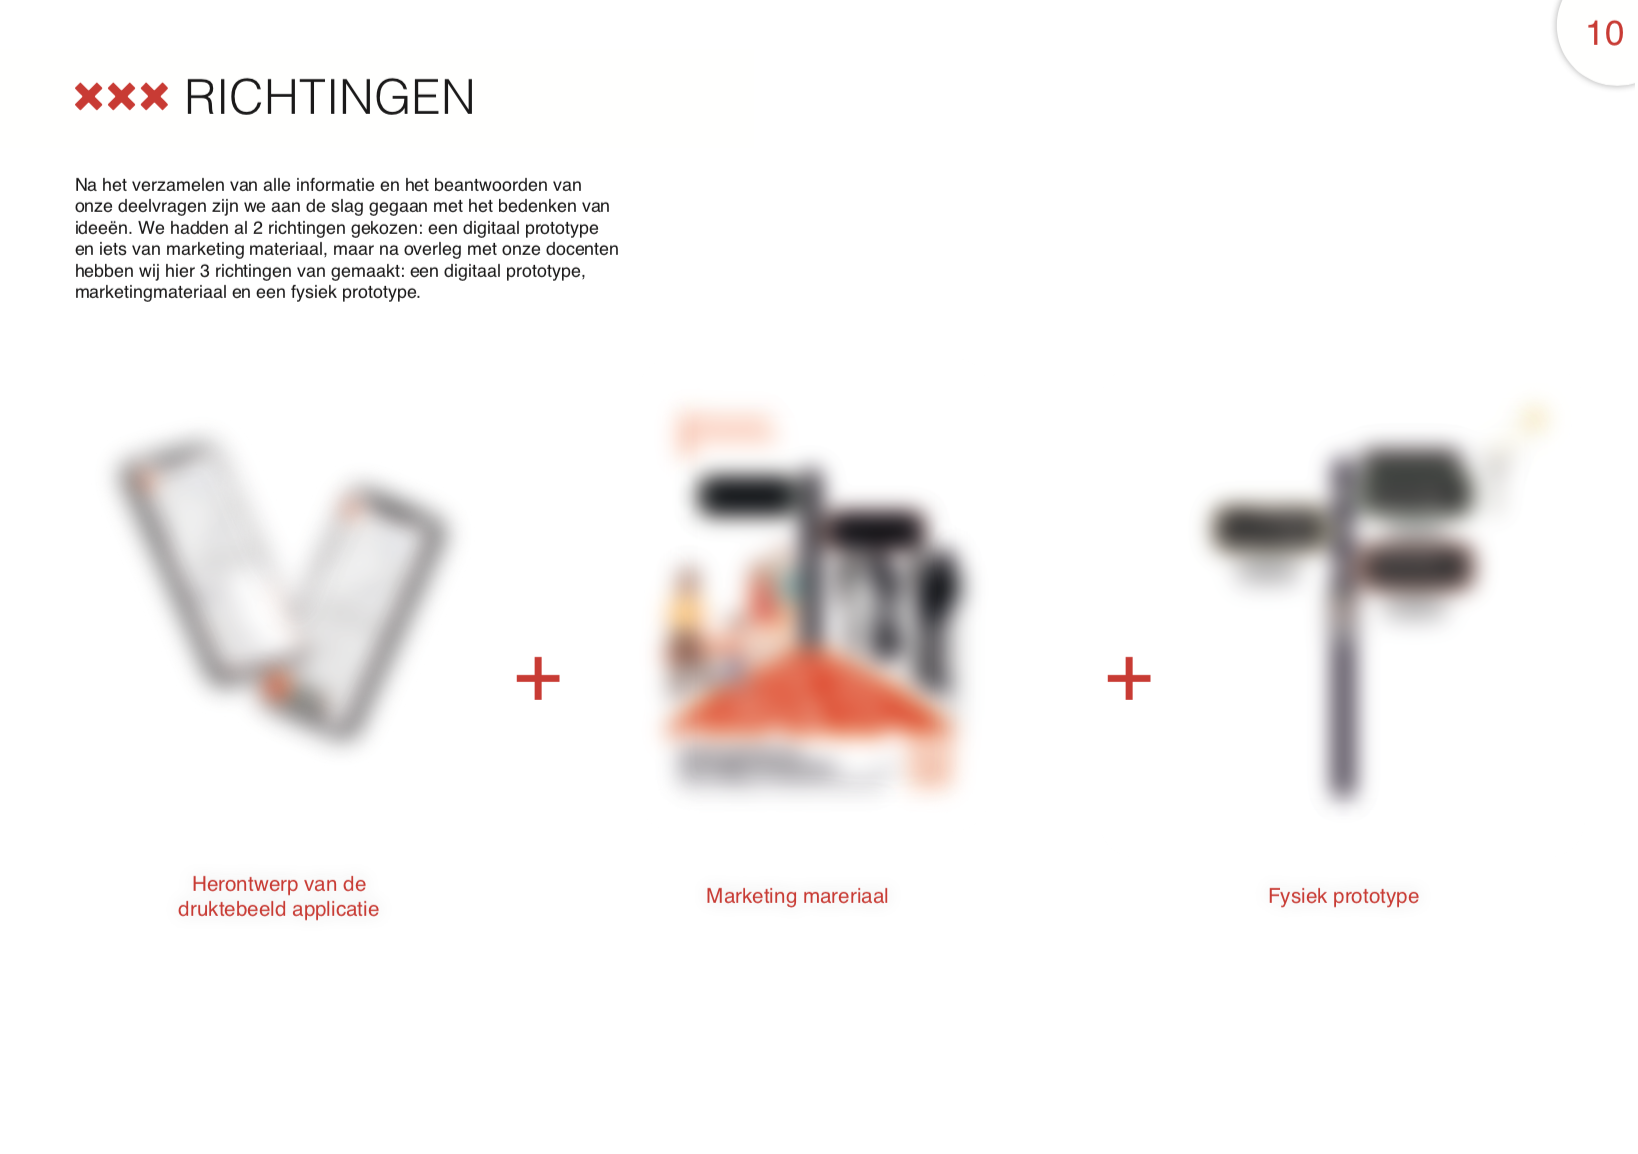 10
RICHTINGEN
Na het verzamelen van alle informatie en het beantwoorden van
onze deelvragen zijn we aan de slag gegaan met het bedenken van
ideeën. We hadden al 2 richtingen gekozen: een digitaal prototype
en iets van marketing materiaal, maar na overleg met onze docenten
hebben wij hier 3 richtingen van gemaakt: een digitaal prototype,
marketingmateriaal en een fysiek prototype.
+
+
Herontwerp van de
druktebeeld applicatie
Marketing mareriaal
Fysiek prototype